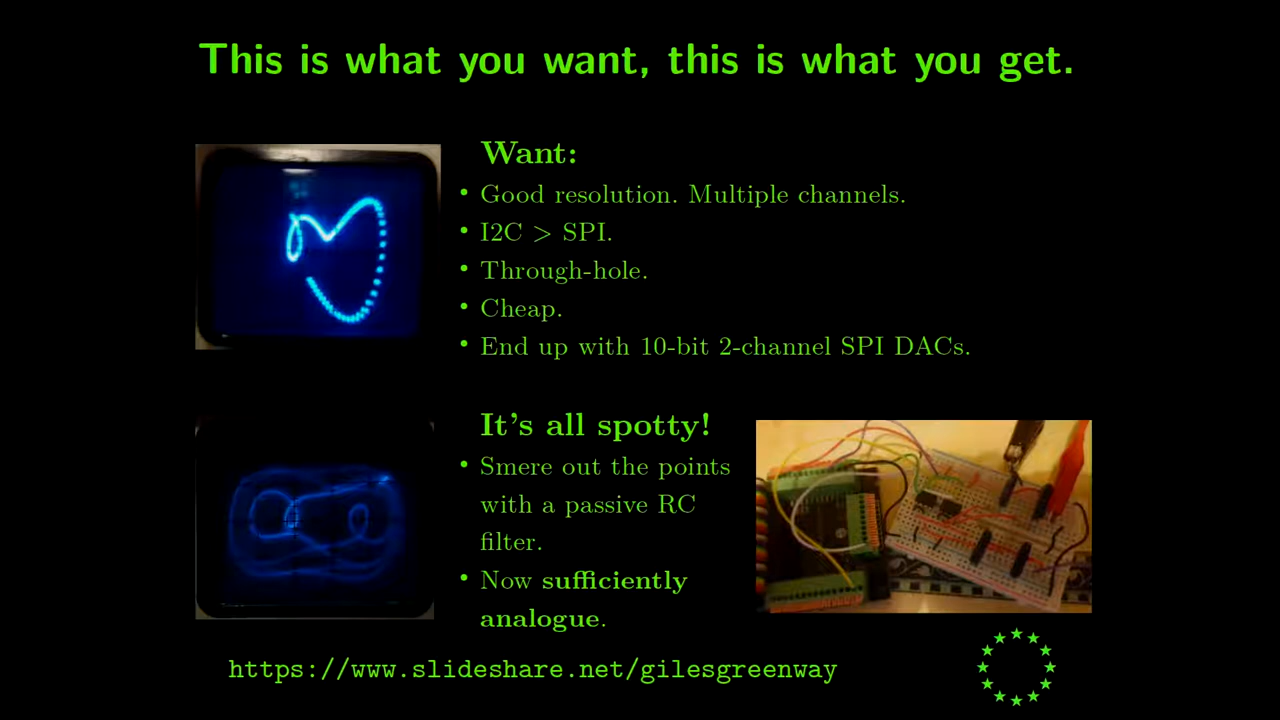 This is what you want, this is what you get.
Want:
• Good resolution. Multiple channels.
• I2C > SPI.
• Through-hole.
• Cheap.
• End up with 10-bit 2-channel SPI DACs.
It's all spotty!
• Smere out the points
with a passive RC
filter.
• Now sufficiently
analogue.
https://www.slideshare.net/gilesgreenway